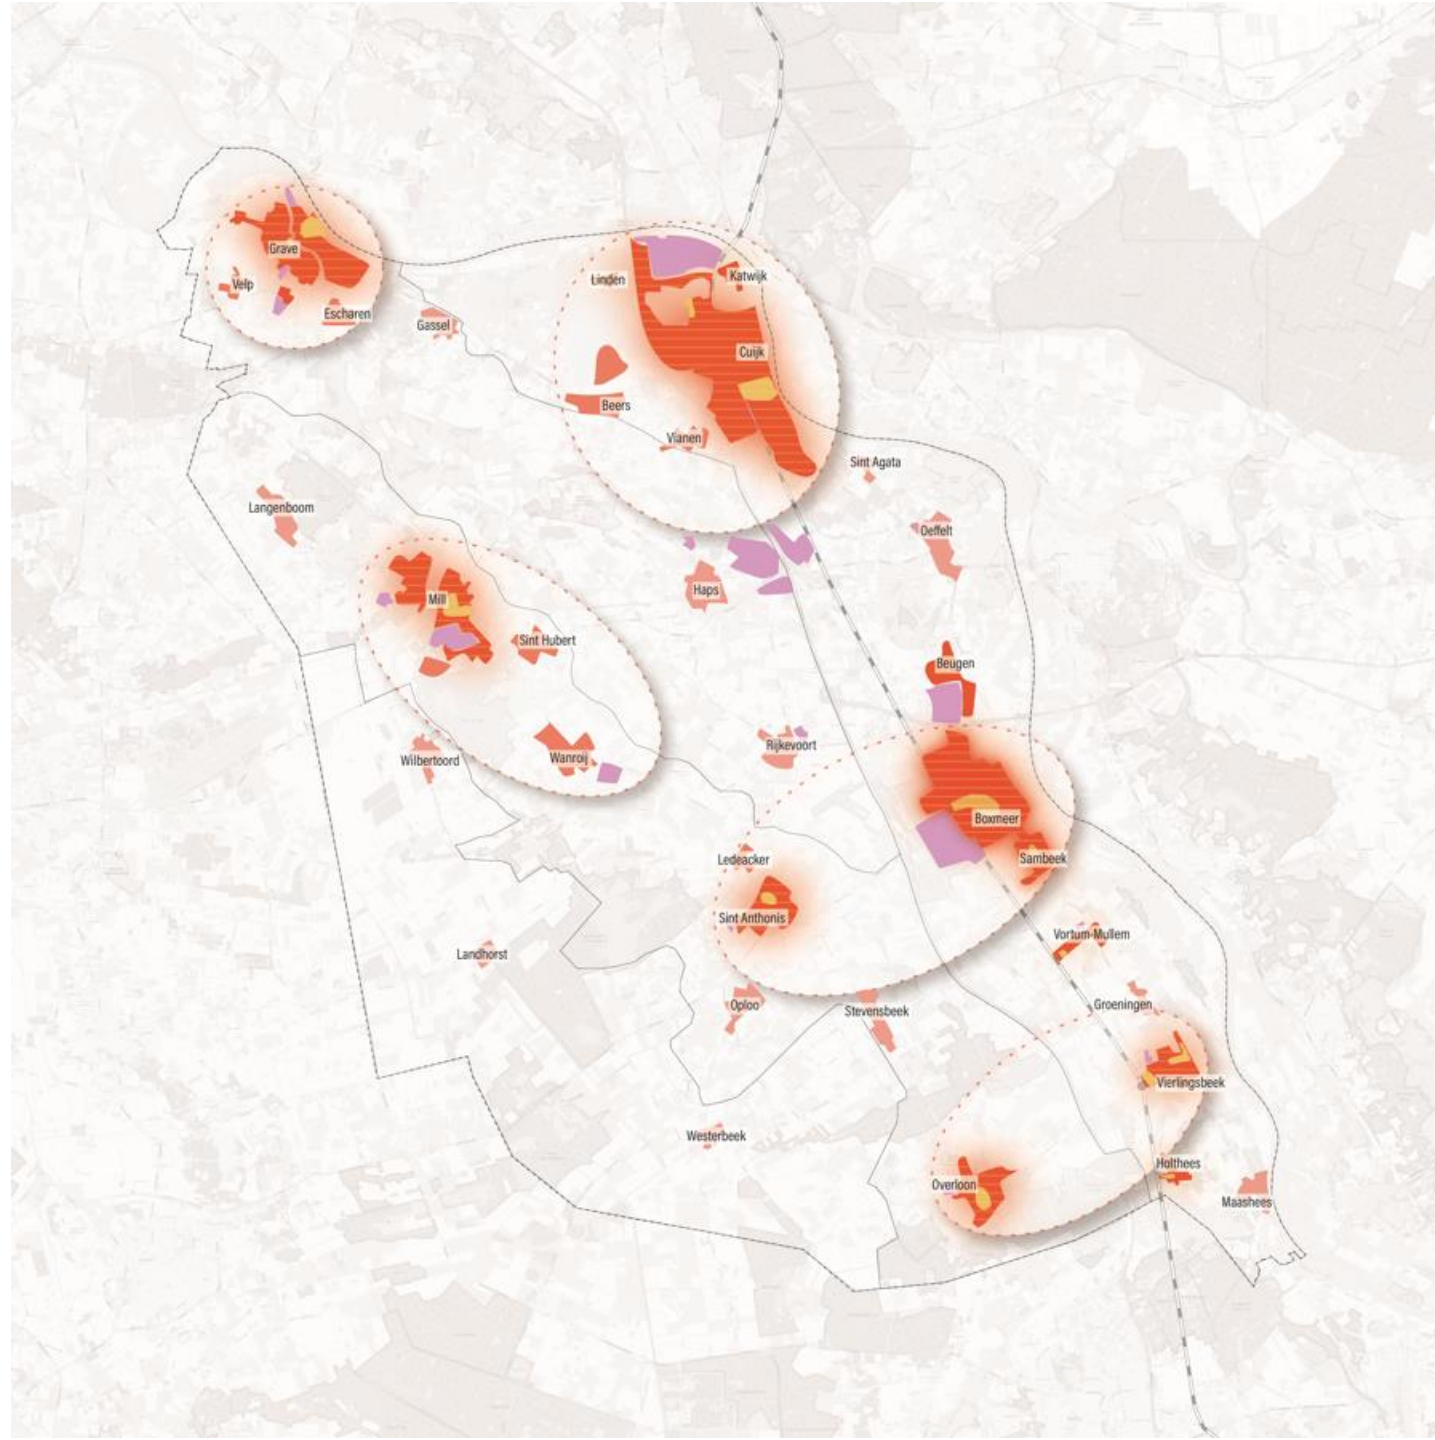 Grave
Velp
Escharen
Gassel
Linden
Katwijk
Cuijk
Beers
Vianen
Sint Agata
Langenboom
Oeffelt
Mill
Haps
Sint Hubert
Beugen
Wilbertoord
Wanroij
Rijkevoort
Boxmeer
Ledeacker
Sambeek
Sint Anthonis
Vortum-Mullem
Landhorst
Oploo
Stevensbeek
Groeningen
Vierlingsbeek
Westerbeek
Holthees
Overloon
Maashees